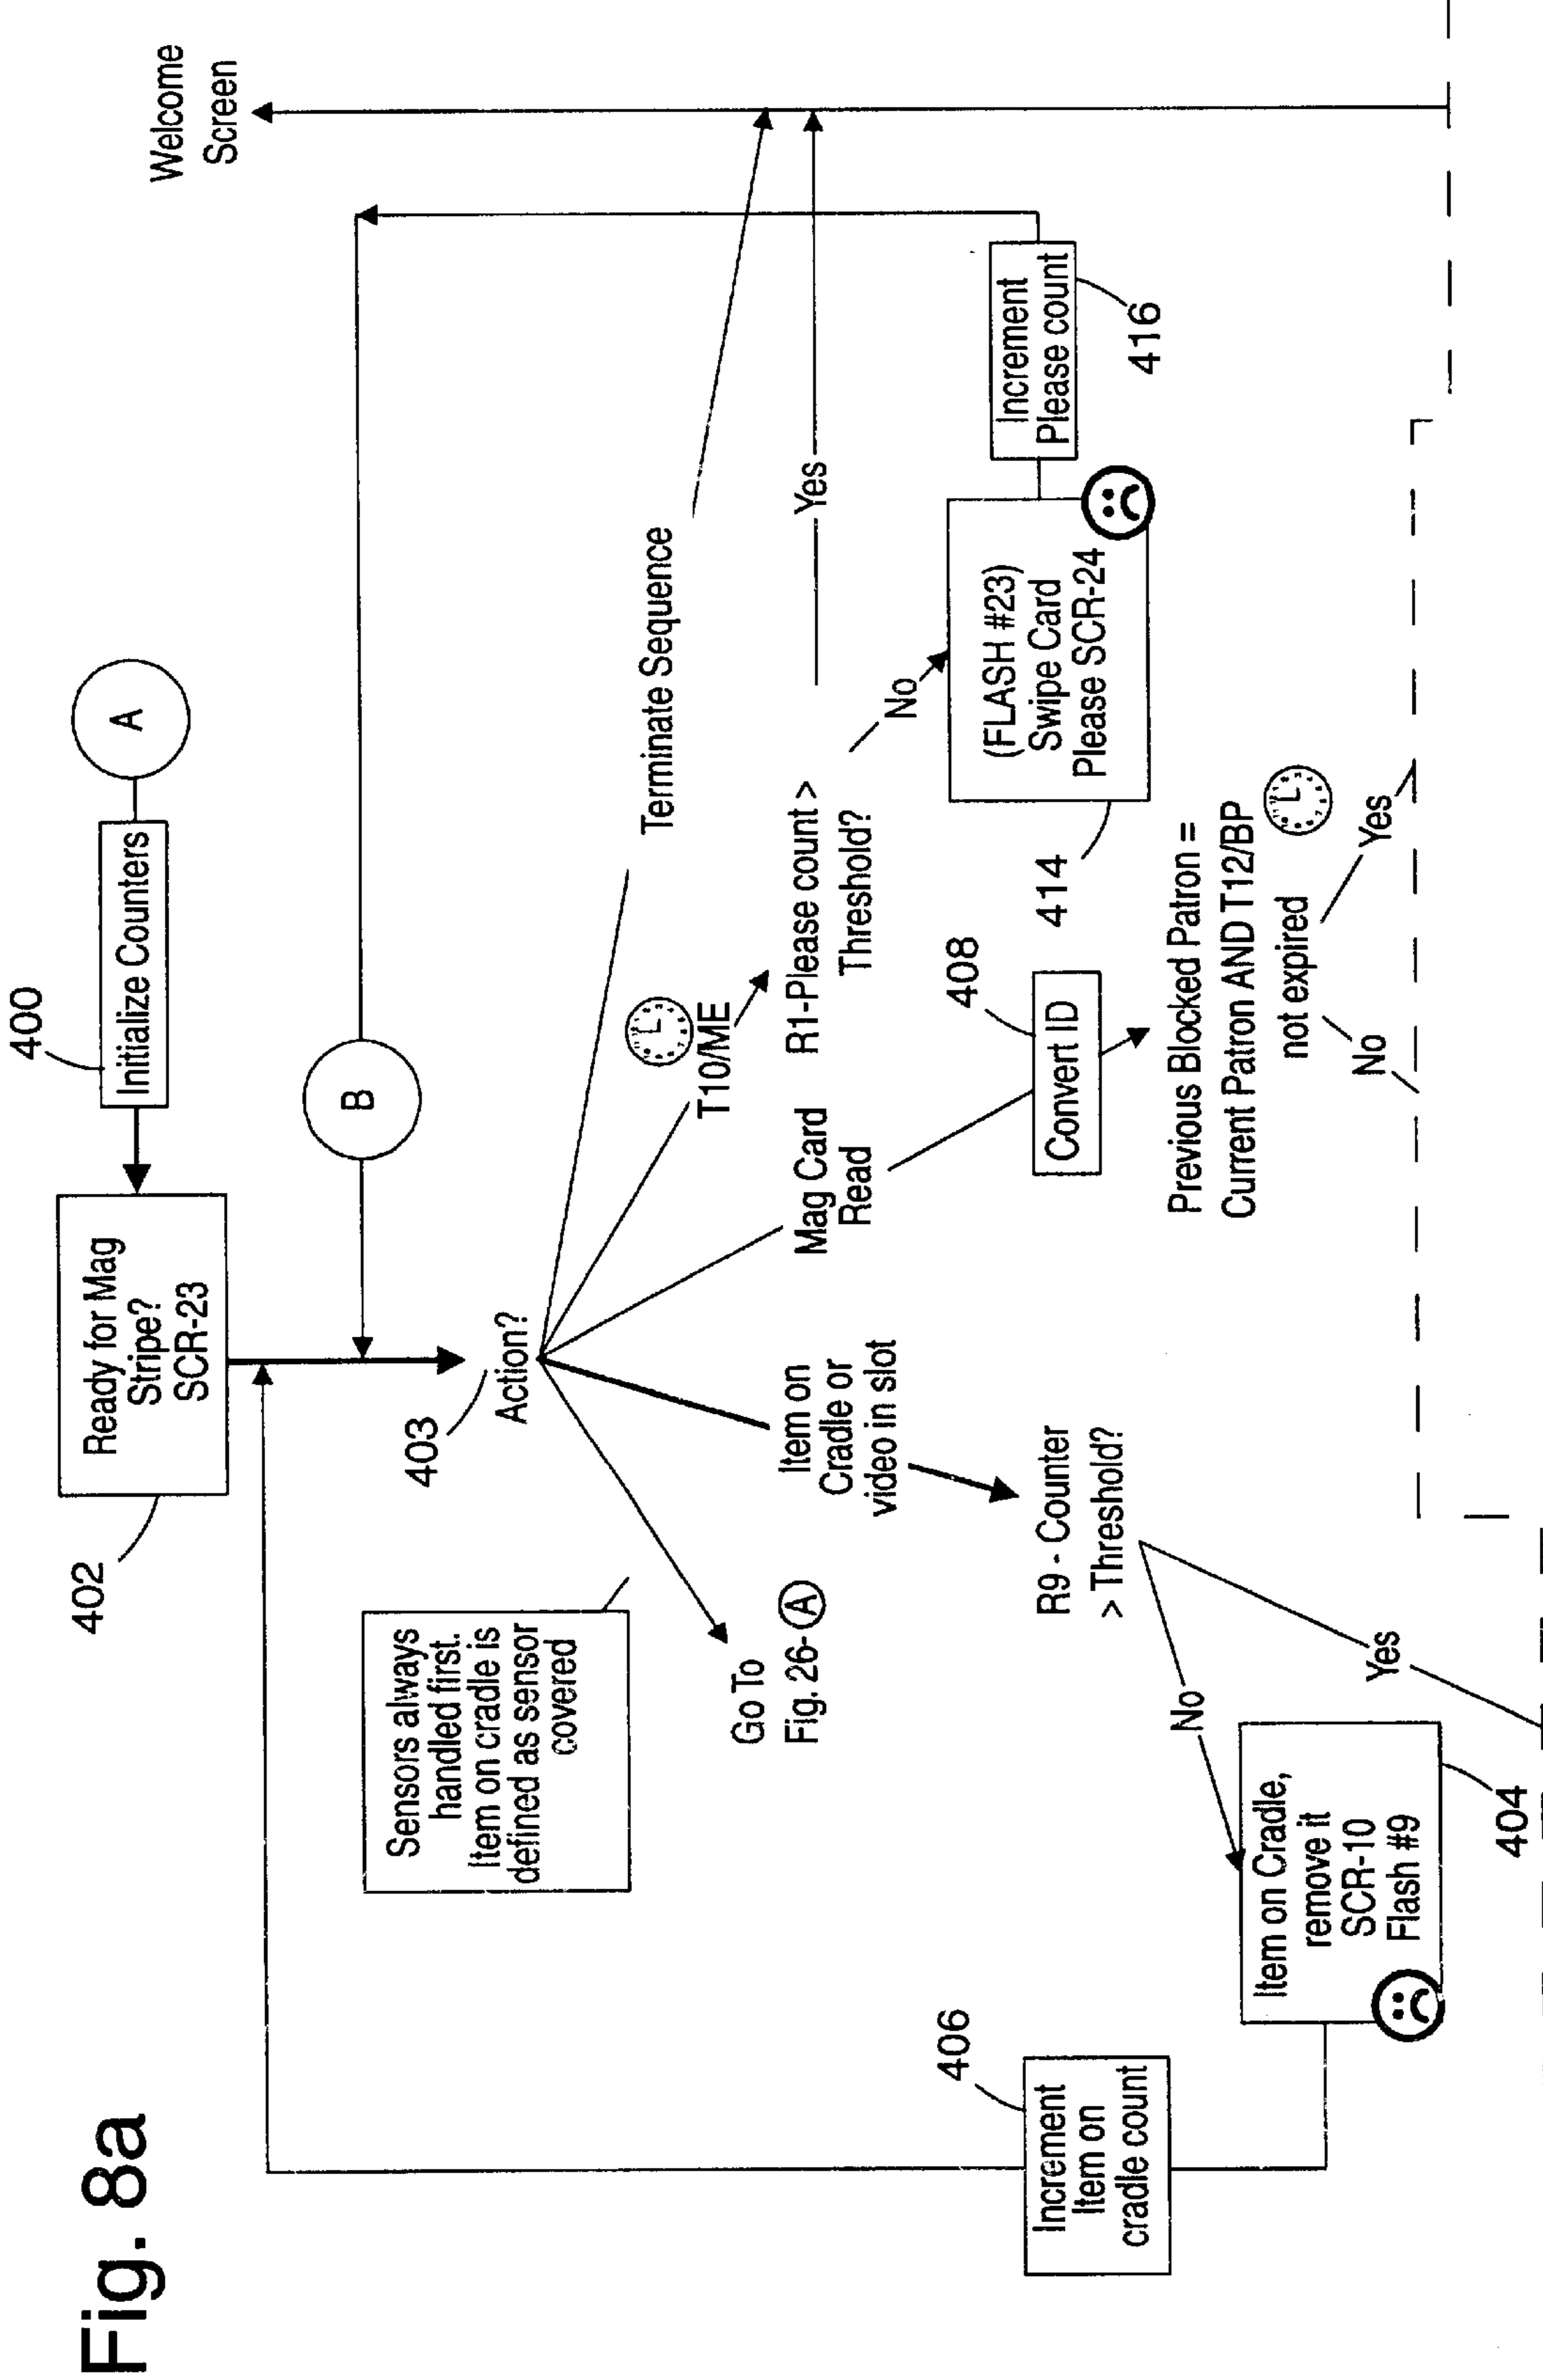 Fig. 8a
A
400
Initialize Counters
402
Ready for Mag
Stripe?
SCR-23
Welcome
Screen
B
403
Action?
Sensors always
handled first.
Item on cradle is
defined as sensor
covered
Go To
Fig. 26-A
Item on
Cradle or
video in slot
Mag Card
Read
T10/ME
Terminate Sequence
R1-Please count >
Threshold?
Yes
No
(FLASH #23)
Swipe Card
Please SCR-24
414
Increment
Please count
416
408
Convert ID
Previous Blocked Patron =
Current Patron AND T12/BP
not expired
No
Yes
R9 - Counter
> Threshold?
No
Yes
Item on Cradle,
remove it
SCR-10
Flash #9
404
406
Increment
Item on
cradle count